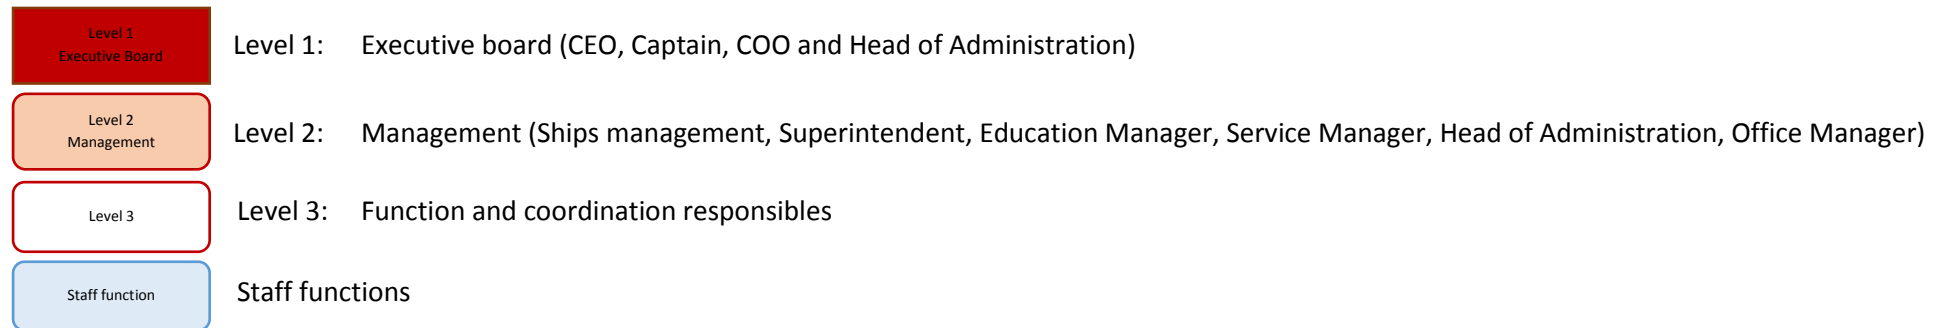 Level 1
Executive Board
Level 1: Executive board (CEO, Captain, COO and Head of Administration)
Level 2
Management
Level 2: Management (Ships management, Superintendent, Education Manager, Service Manager, Head of Administration, Office Manager)
Level 3
Level 3: Function and coordination responsibles
Staff function
Staff functions